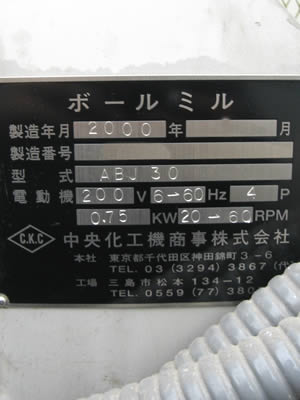 ボールミル
製造年月 2000 年 月
製造番号
型式 ABJ 30
電動機 200 V 6-60 Hz 4 P
0.75 KW 20-60 RPM
C.K.C 中央化工機商事株式会社
本社 東京都千代田区神田錦町3-6
TEL. 03 (3294) 3867 (代
工場 三島市松本134-12
TEL. 0559 (77) 380